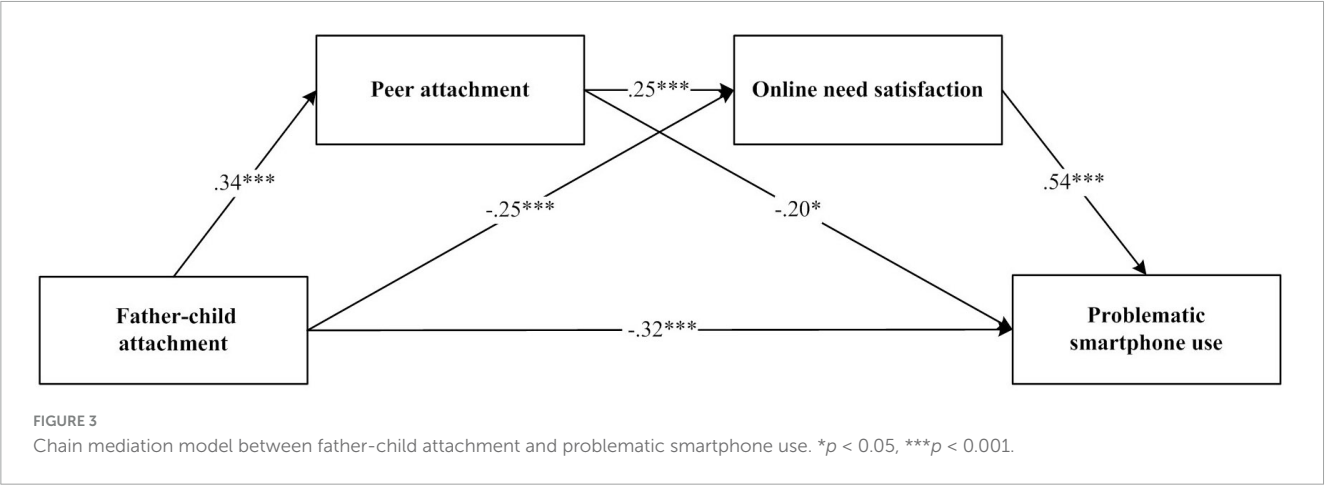 Peer attachment
.25***
Online need satisfaction
.34***
-.25***
-.20*
.54***
Father-child
attachment
-.32***
Problematic
smartphone use
FIGURE 3
Chain mediation model between father-child attachment and problematic smartphone use. *p < 0.05, ***p < 0.001.